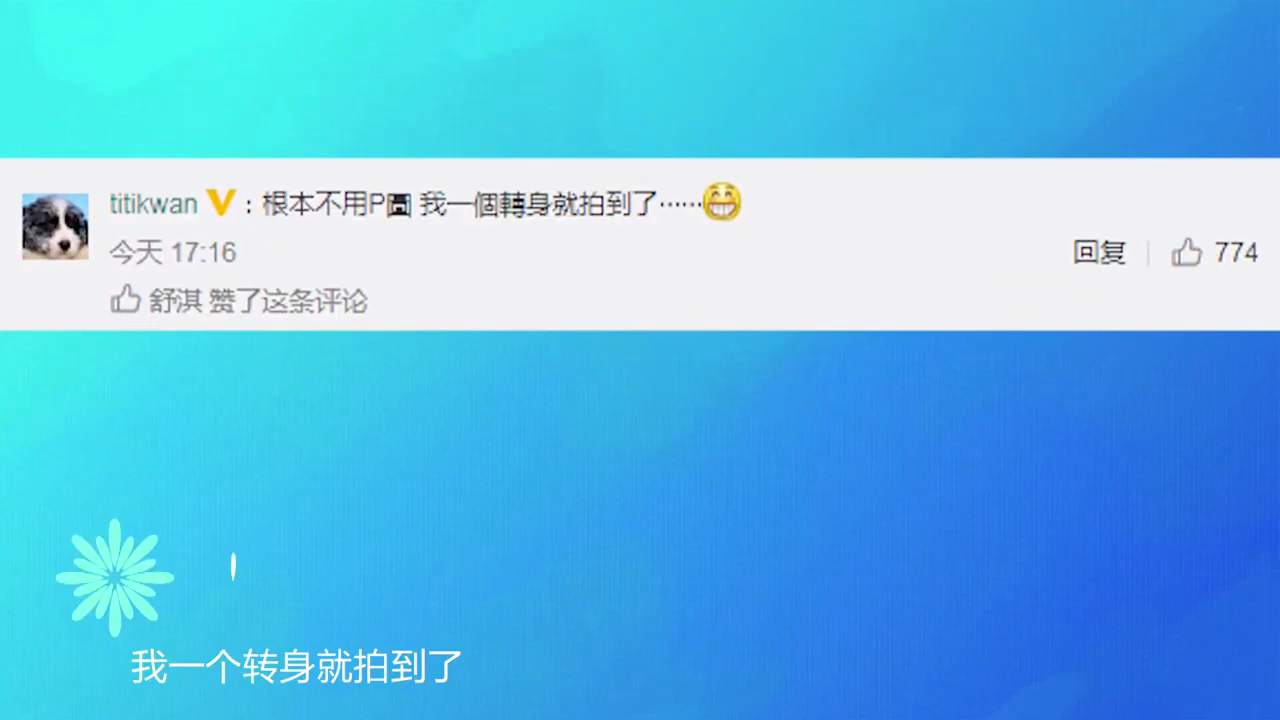 titikwan：根本不用P圖 我一個轉身就拍到了……
今天 17:16
回复 774
舒淇 赞了这条评论
我一个转身就拍到了